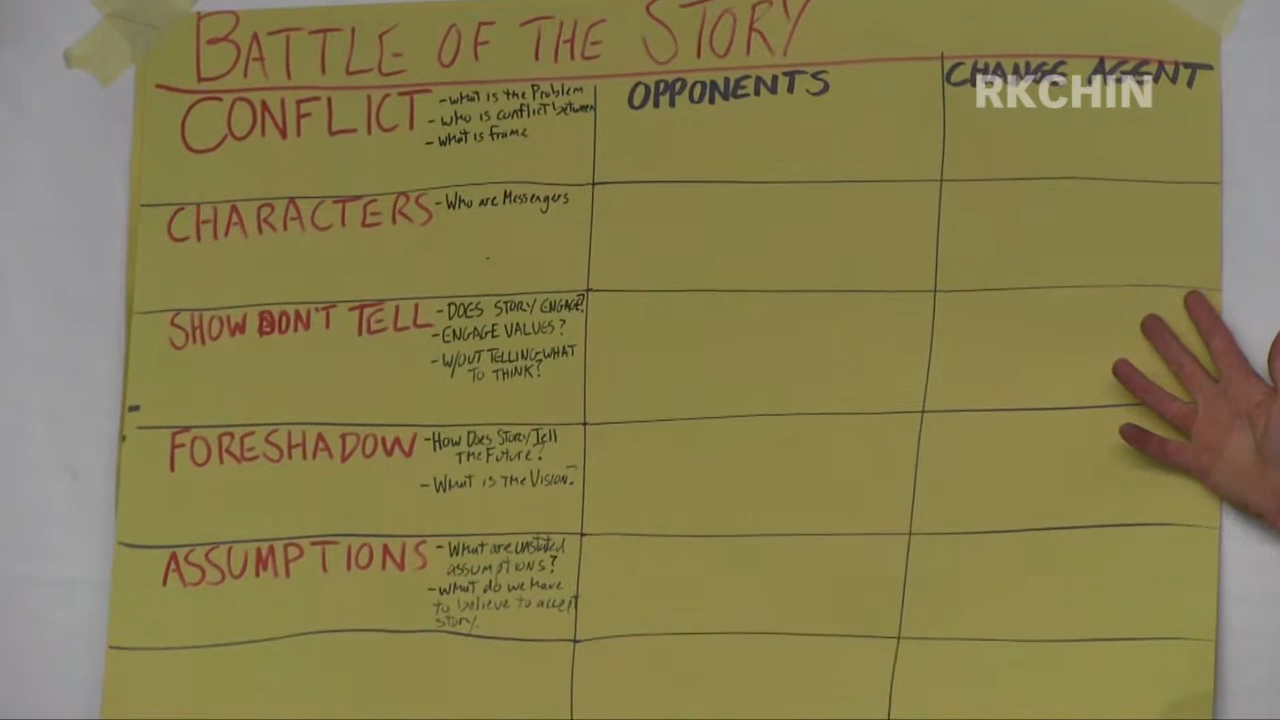 BATTLE OF THE STORY
CONFLICT
- What is the Problem
- who is conflict between
- What is frame
OPPONENTS
CHANGE AGENT
RKCHIN
CHARACTERS
- Who are Messengers
SHOW DON'T TELL
- DOES STORY ENGAGE?
- ENGAGE VALUES?
- W/OUT TELLING WHAT
TO THINK?
FORESHADOW
- How Does Story Tell
The Future?
- What is the Vision?
ASSUMPTIONS
- What are unstated
assumptions?
- What do we have
to believe to accept
story.